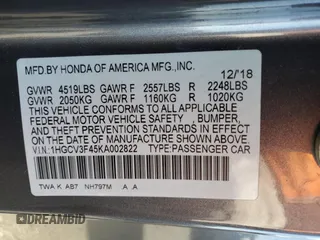 MFD.BY HONDA OF AMERICA MFG.,INC.
12/18
GVWR 4519LBS GAWR F 2557LBS R 2248LBS
GVWR 2050KG GAWR F 1160KG R 1020KG
THIS VEHICLE CONFORMS TO ALL APPLICABLE
FEDERAL MOTOR VEHICLE SAFETY , BUMPER,
AND THEFT PREVENTION STANDARDS IN EFFECT
ON THE DATE OF MANUFACTURE SHOWN ABOVE.
V.I.N:1HGCV3F45KA002822 TYPE:PASSENGER CAR
TWA K AB7 NH797M A A
DREAMBID